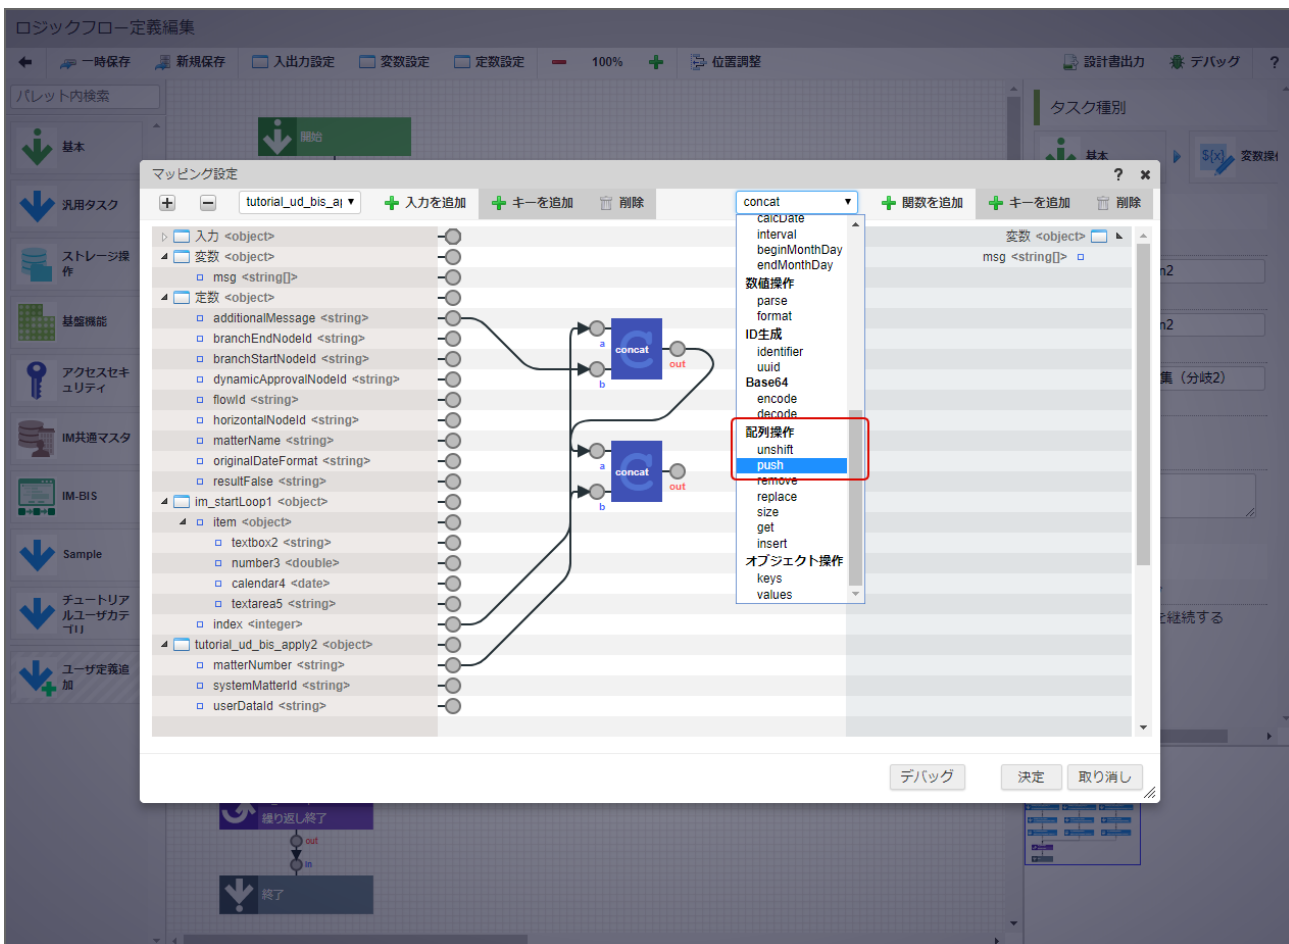 ロジックフロー定義編集
一時保存
新規保存
入出力設定
変数設定
定数設定
100%
位置調整
設計書出力
デバッグ
?
パレット内検索
基本
汎用タスク
ストレージ操
作
基盤機能
アクセスセキ
ュリティ
IM共通マスタ
IM-BIS
Sample
チュートリア
ルユーザカテ
ゴリ
ユーザ定義追
加
開始
タスク種別
基本
${x}
変数操
マッピング設定
?
tutorial_ud_bis_a
入力を追加
キーを追加
削除
concat
関数を追加
キーを追加
削除
入力 <object>
変数 <object>
msg <string[]>
定数 <object>
additionalMessage <string>
branchEndNodeId <string>
branchStartNodeId <string>
dynamicApprovalNodeId <string>
flowId <string>
horizontalNodeId <string>
matterName <string>
originalDateFormat <string>
resultFalse <string>
im_startLoop1 <object>
item <object>
textbox2 <string>
number3 <double>
calendar4 <date>
textarea5 <string>
index <integer>
tutorial_ud_bis_apply2 <object>
matterNumber <string>
systemMatterId <string>
userDataId <string>
a
concat
out
b
a
concat
out
b
calcDate
interval
beginMonthDay
endMonthDay
数値操作
parse
format
ID生成
identifier
uuid
Base64
encode
decode
配列操作
unshift
push
remove
replace
size
get
insert
オブジェクト操作
keys
values
変数 <object>
msg <string[]>
n2
n2
集（分岐2）
を継続する
デバッグ
決定
取り消し
繰り返し終了
out
in
終了